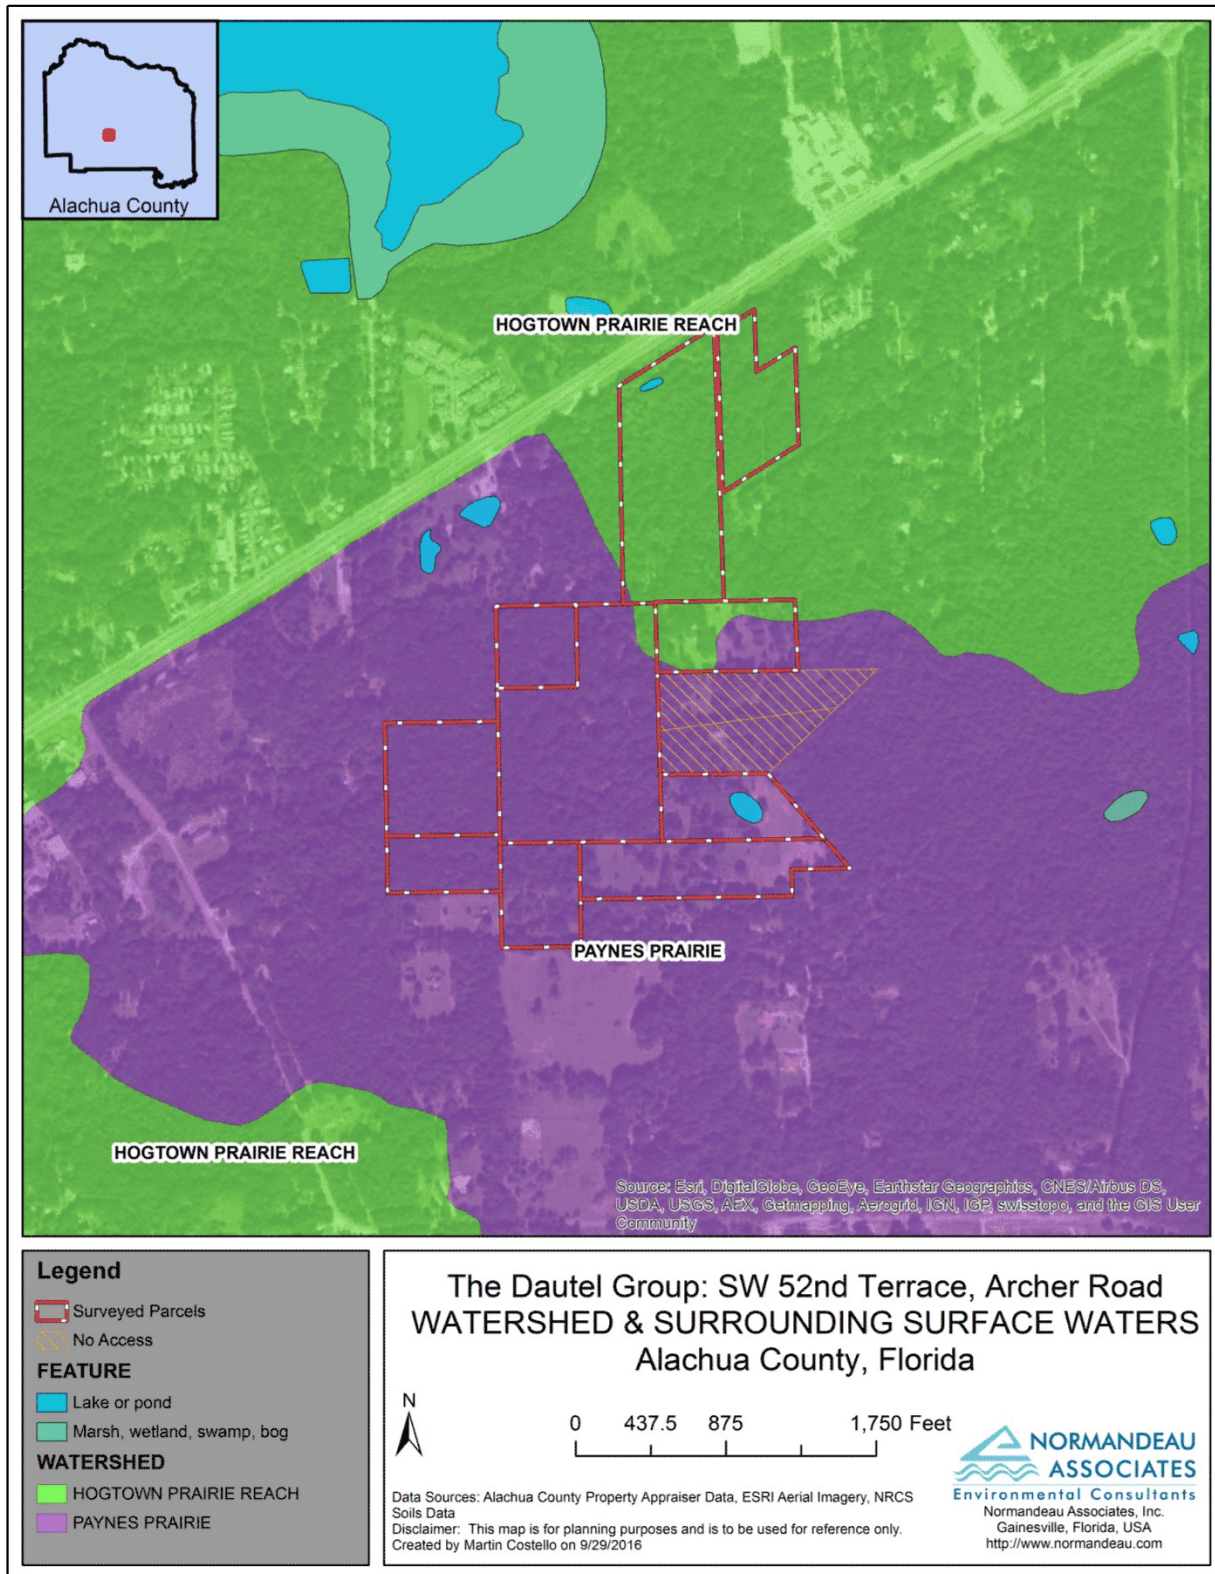 Alachua County
HOGTOWN PRAIRIE REACH
PAYNES PRAIRIE
HOGTOWN PRAIRIE REACH
Source: Esri, DigitalGlobe, GeoEye, Earthstar Geographics, CNES/Airbus DS,
USDA, USGS, AEX, Getmapping, Aerogrid, IGN, IGP, swisstopo, and the GIS User
Community
Legend
Surveyed Parcels
No Access
FEATURE
Lake or pond
Marsh, wetland, swamp, bog
WATERSHED
HOGTOWN PRAIRIE REACH
PAYNES PRAIRIE
The Dautel Group: SW 52nd Terrace, Archer Road
WATERSHED & SURROUNDING SURFACE WATERS
Alachua County, Florida
N
0 437.5 875 1,750 Feet
Data Sources: Alachua County Property Appraiser Data, ESRI Aerial Imagery, NRCS
Soils Data
Disclaimer: This map is for planning purposes and is to be used for reference only.
Created by Martin Costello on 9/29/2016
NORMANDEAU
ASSOCIATES
Environmental Consultants
Normandeau Associates, Inc.
Gainesville, Florida, USA
http://www.normandeau.com